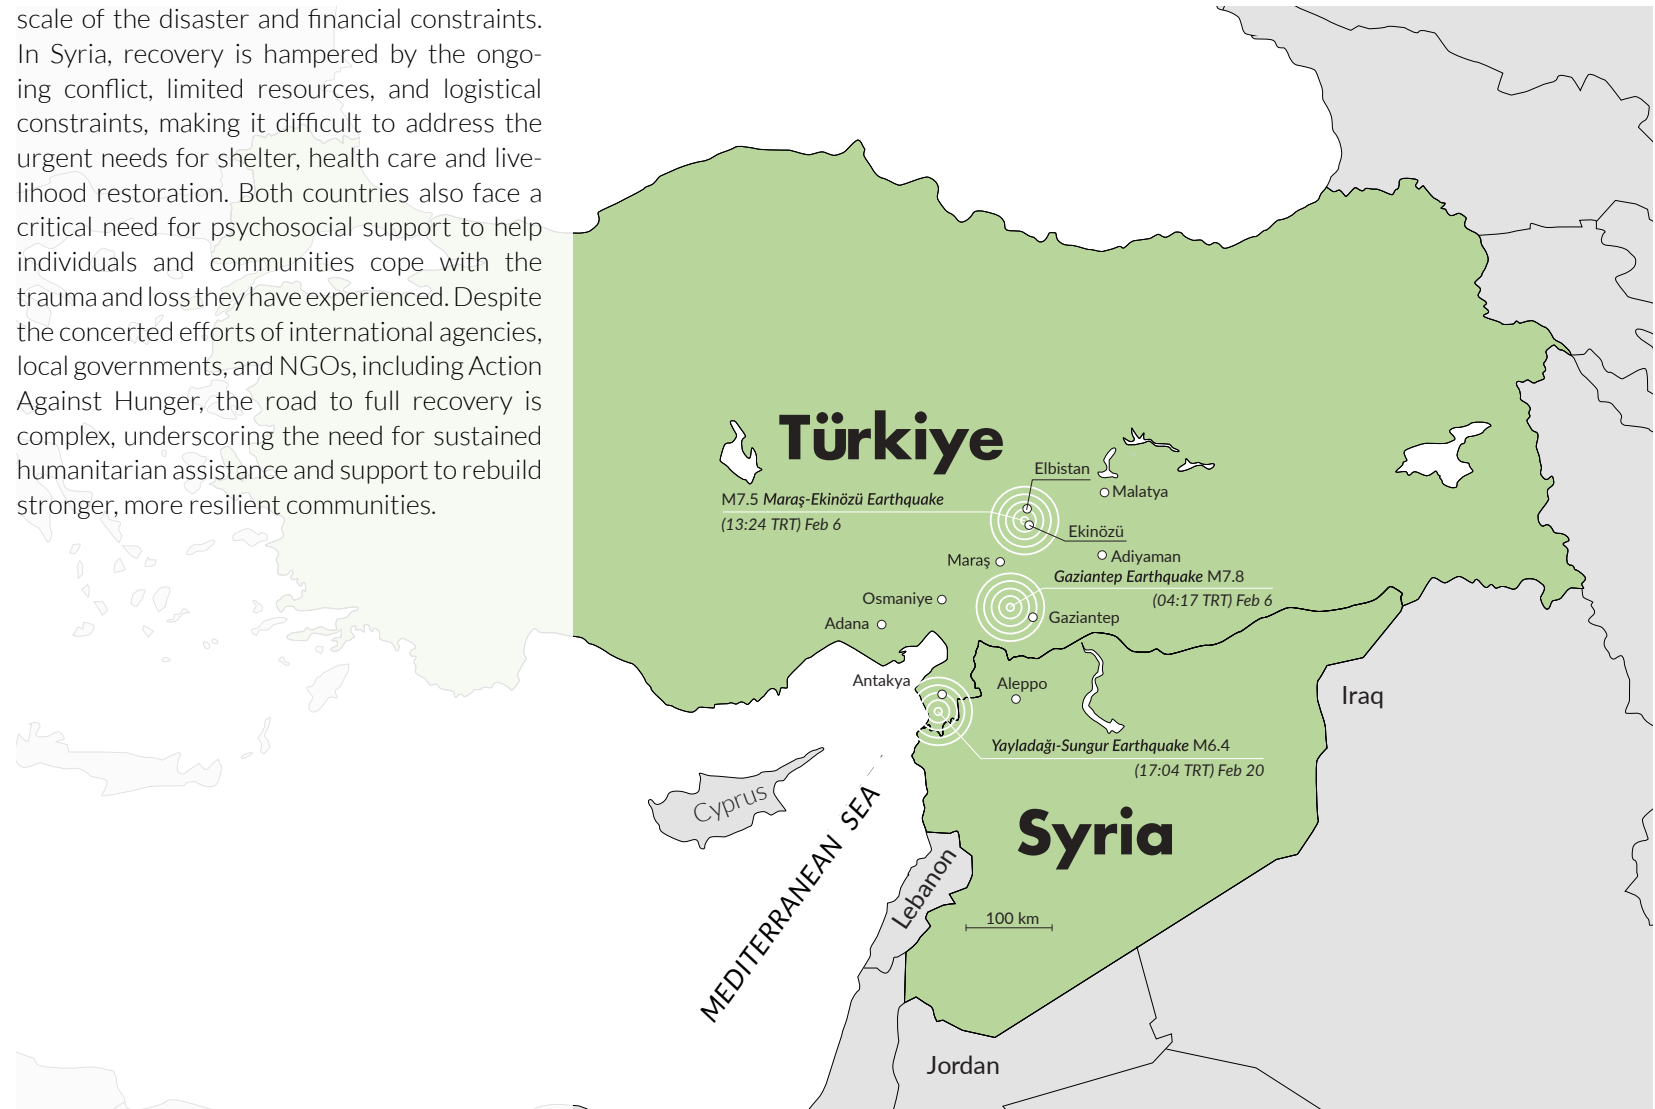 scale of the disaster and financial constraints.
In Syria, recovery is hampered by the ongo-
ing conflict, limited resources, and logistical
constraints, making it difficult to address the
urgent needs for shelter, health care and live-
lihood restoration. Both countries also face a
critical need for psychosocial support to help
individuals and communities cope with the
trauma and loss they have experienced. Despite
the concerted efforts of international agencies,
local governments, and NGOs, including Action
Against Hunger, the road to full recovery is
complex, underscoring the need for sustained
humanitarian assistance and support to rebuild
stronger, more resilient communities.
Türkiye
Elbistan
Malatya
M7.5 Maraş-Ekinözü Earthquake
(13:24 TRT) Feb 6
Ekinözü
Adiyaman
Maraş
Gaziantep Earthquake M7.8
(04:17 TRT) Feb 6
Osmaniye
Gaziantep
Adana
Antakya
Aleppo
Iraq
Yayladağı-Sungur Earthquake M6.4
(17:04 TRT) Feb 20
Cyprus
MEDITERRANEAN SEA
Syria
Lebanon
100 km
Jordan